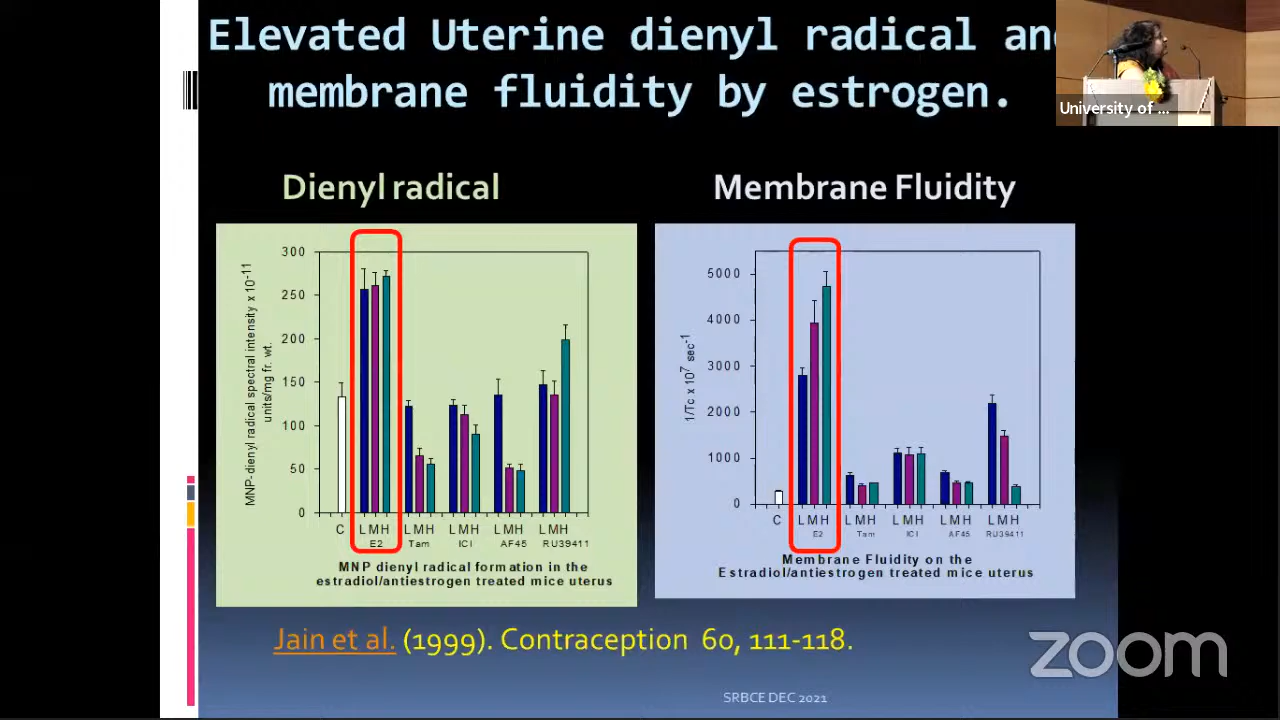 Elevated Uterine dienyl radical an
membrane fluidity by estrogen.
University of ...
Dienyl radical
Membrane Fluidity
MNP-dienyl radical spectral intensity x 10-11
units/mg fr. wt.
300
250
200
150
100
50
0
C L M H L M H L M H L M H L M H
E2 Tam ICI AF45 RU39411
MNP dienyl radical formation in the
estradiol/antiestrogen treated mice uterus
1/Tc x 10⁷ sec⁻¹
5000
4000
3000
2000
1000
0
C L M H L M H L M H L M H L M H
E2 Tam ICI AF45 RU39411
Membrane Fluidity on the
Estradiol/antiestrogen treated mice uterus
Jain et al. (1999). Contraception 60, 111-118.
zoom
SRBCE DEC 2021